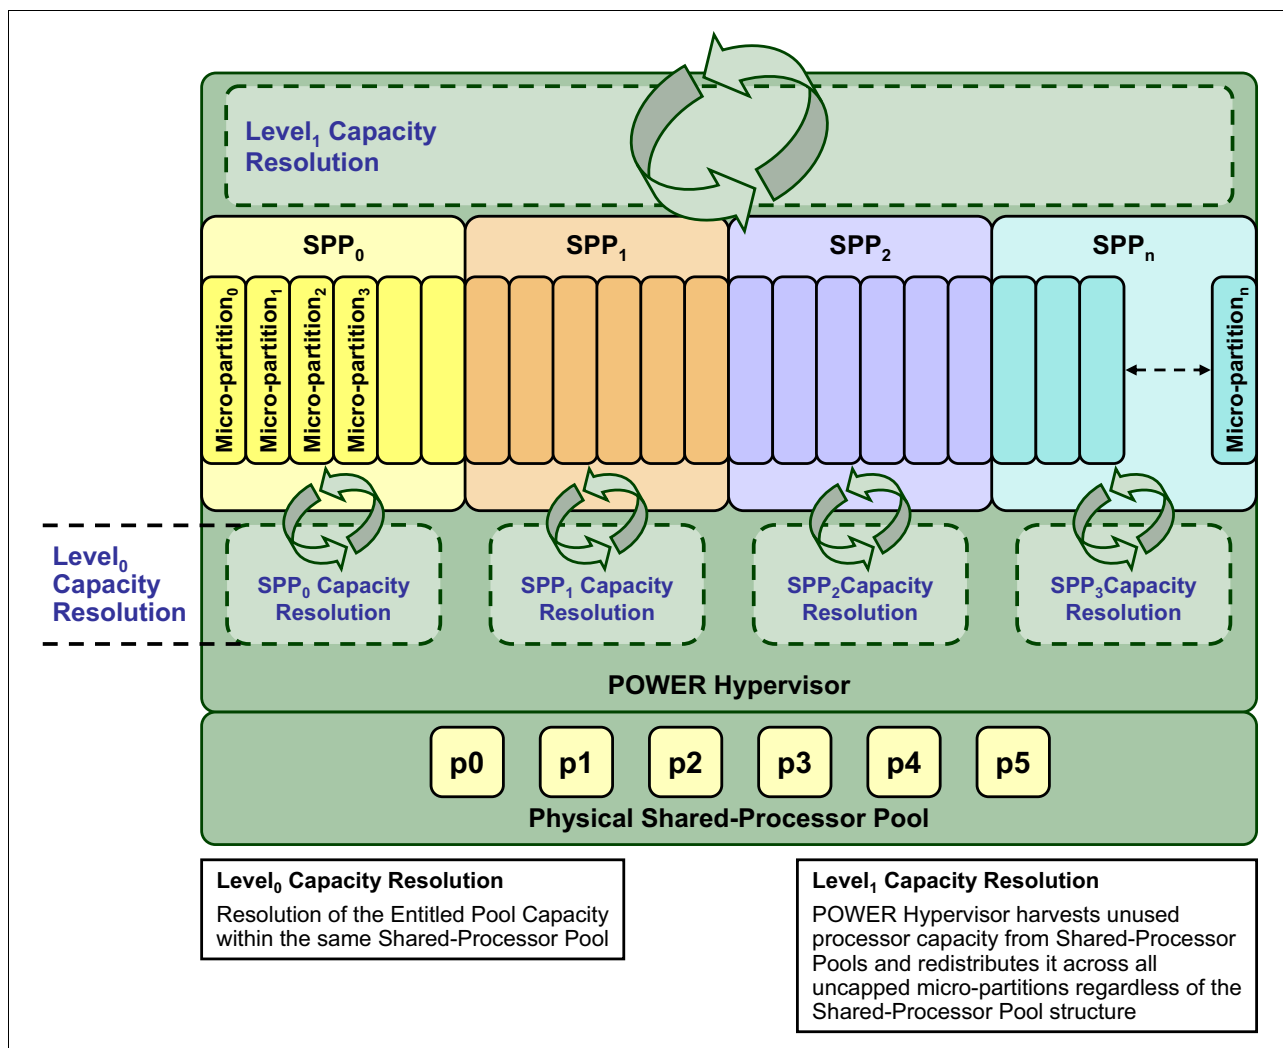 Level₁ Capacity
Resolution
SPP₀
SPP₁
SPP₂
SPPₙ
Micro-partition₀
Micro-partition₁
Micro-partition₂
Micro-partition₃
Micro-partitionₙ
Level₀
Capacity
Resolution
SPP₀ Capacity
Resolution
SPP₁ Capacity
Resolution
SPP₂Capacity
Resolution
SPP₃Capacity
Resolution
POWER Hypervisor
p0
p1
p2
p3
p4
p5
Physical Shared-Processor Pool
Level₀ Capacity Resolution
Resolution of the Entitled Pool Capacity
within the same Shared-Processor Pool
Level₁ Capacity Resolution
POWER Hypervisor harvests unused
processor capacity from Shared-Processor
Pools and redistributes it across all
uncapped micro-partitions regardless of the
Shared-Processor Pool structure